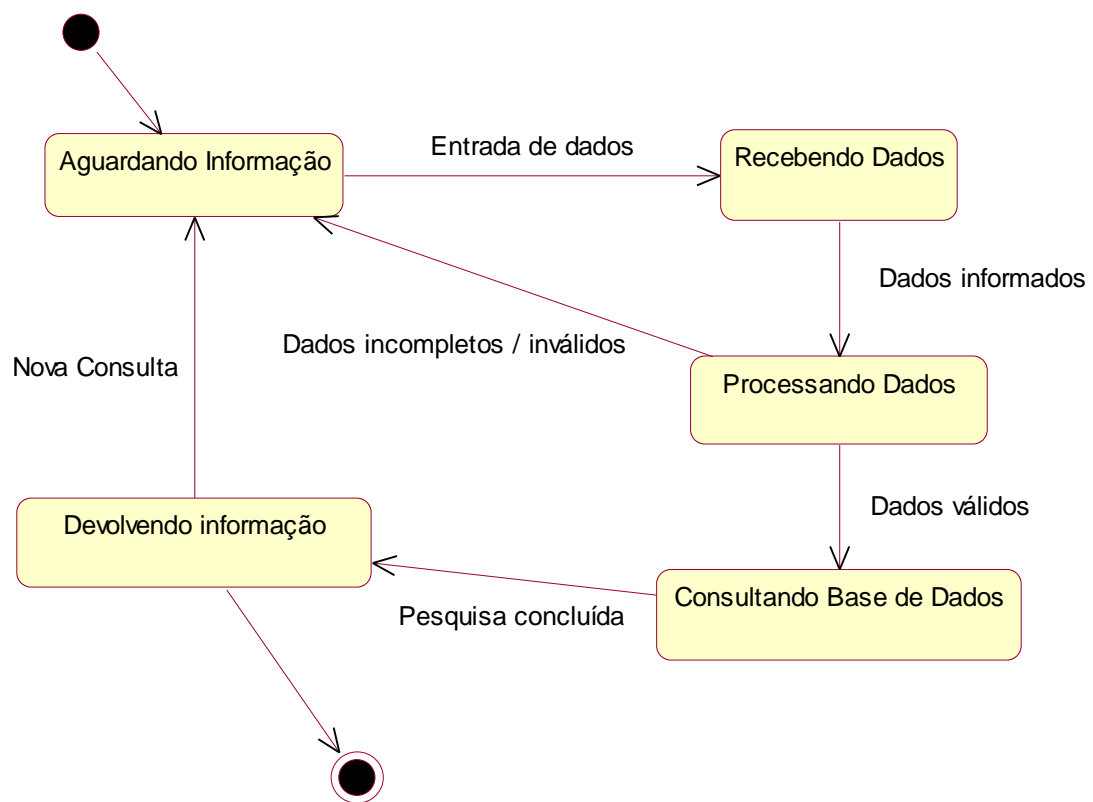 Aguardando Informação
Entrada de dados
Recebendo Dados
Dados informados
Dados incompletos / inválidos
Nova Consulta
Processando Dados
Dados válidos
Devolvendo informação
Consultando Base de Dados
Pesquisa concluída